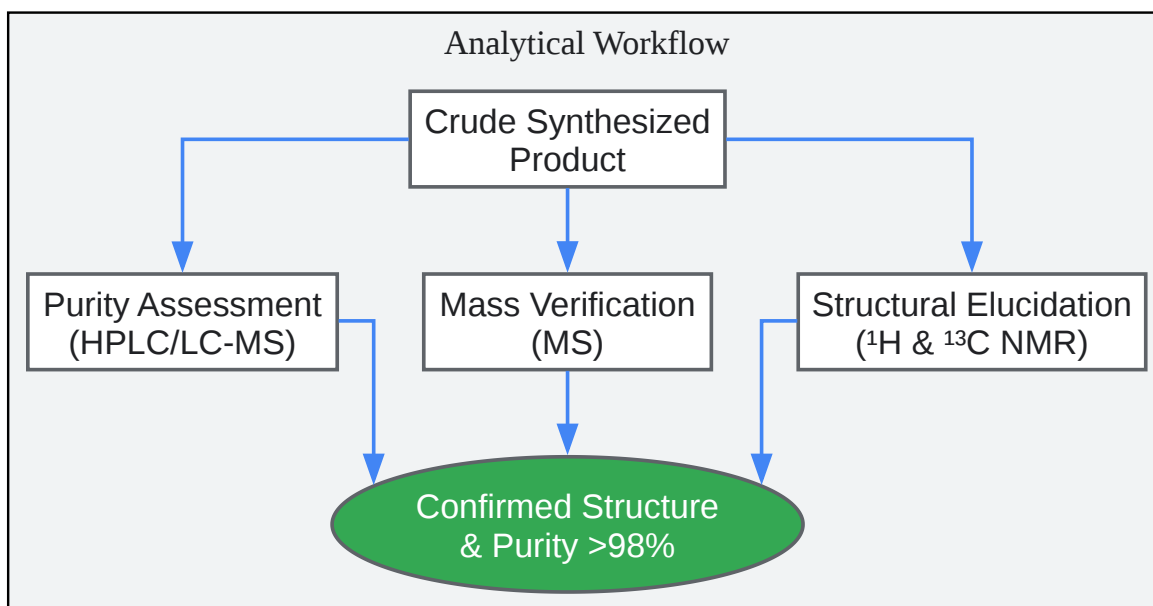 Analytical Workflow
Crude Synthesized
Product
Purity Assessment
(HPLC/LC-MS)
Mass Verification
(MS)
Structural Elucidation
(¹H & ¹³C NMR)
Confirmed Structure
& Purity >98%